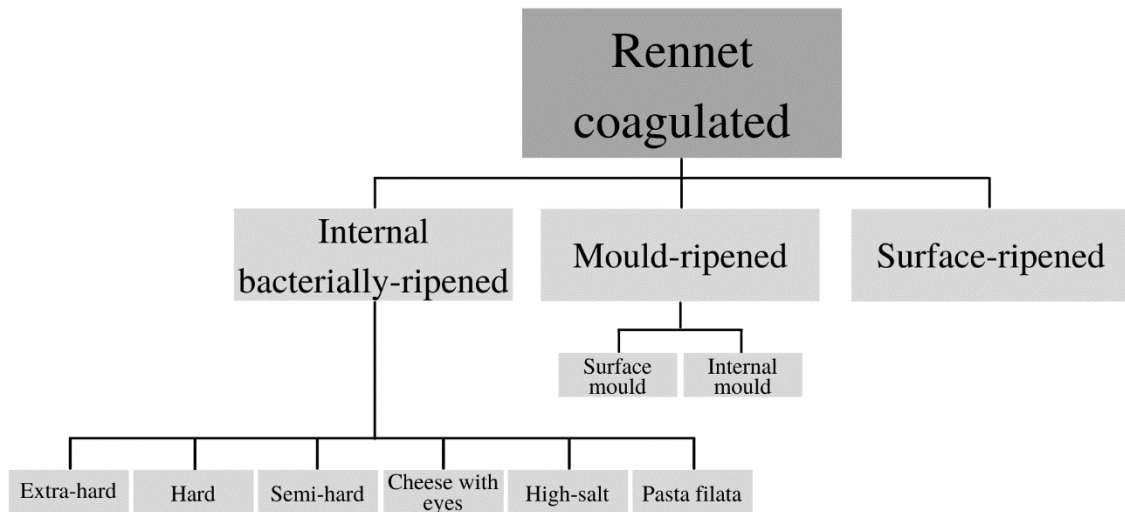 Rennet
coagulated
Internal
bacterially-ripened
Mould-ripened
Surface-ripened
Surface
mould
Internal
mould
Extra-hard
Hard
Semi-hard
Cheese with
eyes
High-salt
Pasta filata